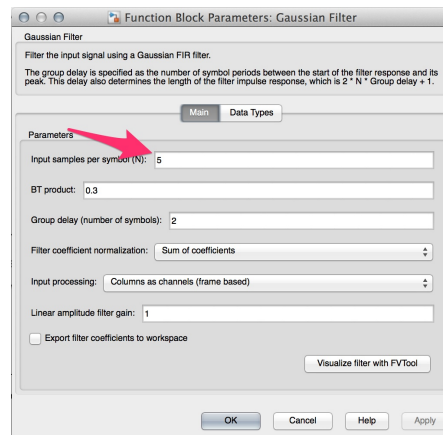 Function Block Parameters: Gaussian Filter
Gaussian Filter
Filter the input signal using a Gaussian FIR filter.
The group delay is specified as the number of symbol periods between the start of the filter response and its
peak. This delay also determines the length of the filter impulse response, which is 2 * N * Group delay + 1.
Main Data Types
Parameters
Input samples per symbol (N): 5
BT product: 0.3
Group delay (number of symbols): 2
Filter coefficient normalization: Sum of coefficients
Input processing: Columns as channels (frame based)
Linear amplitude filter gain: 1
Export filter coefficients to workspace
Visualize filter with FVTool
OK Cancel Help Apply